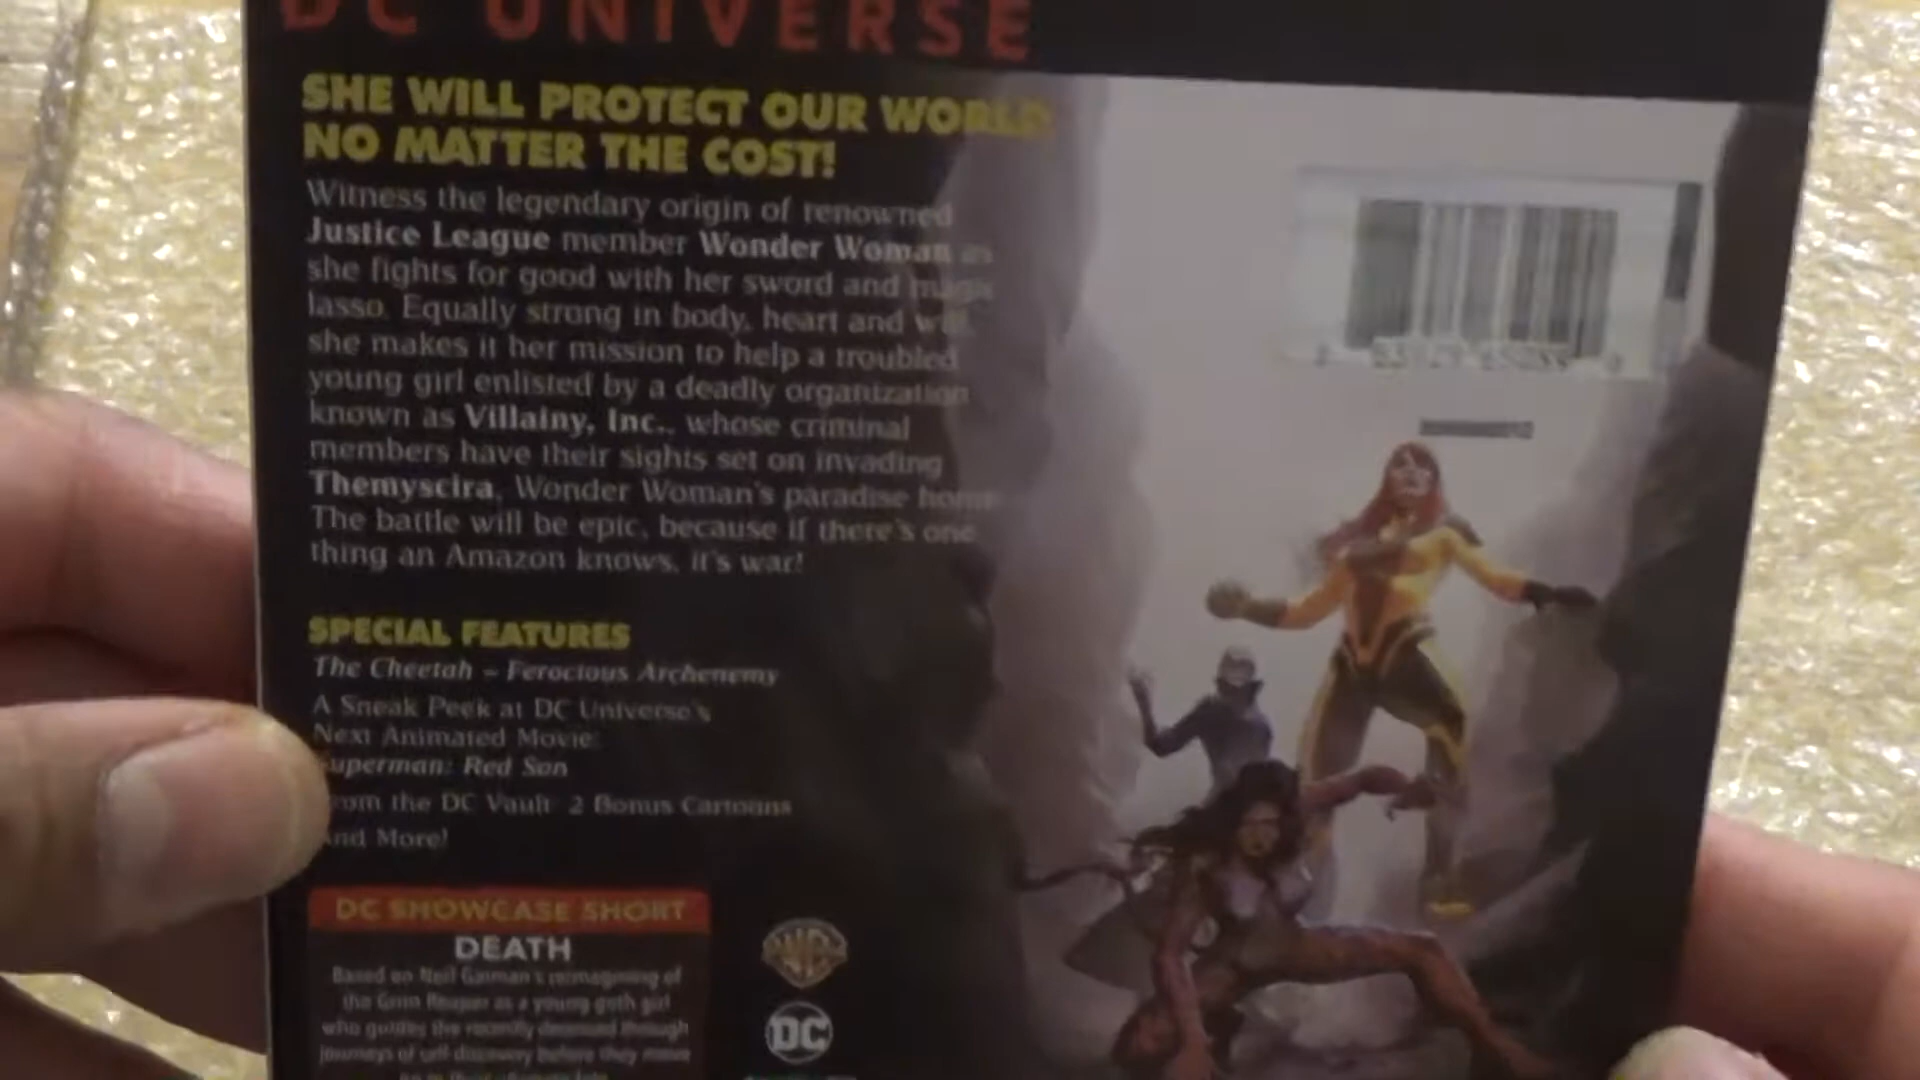 DC UNIVERSE
SHE WILL PROTECT OUR WORLD
NO MATTER THE COST!
Witness the legendary origin of renowned
Justice League member Wonder Woman as
she fights for good with her sword and magic
lasso. Equally strong in body, heart and will,
she makes it her mission to help a troubled
young girl enlisted by a deadly organization
known as Villainy, Inc., whose criminal
members have their sights set on invading
Themyscira, Wonder Woman's paradise home.
The battle will be epic, because if there's one
thing an Amazon knows, it's war!
SPECIAL FEATURES
The Cheetah – Ferocious Archenemy
A Sneak Peek at DC Universe's
Next Animated Movie:
uperman: Red Son
rom the DC Vault: 2 Bonus Cartoons
And More!
DC SHOWCASE SHORT
DEATH
Based on Neil Gaiman's reimagining of
the Grim Reaper as a young goth girl
who guides the recently deceased through
journeys of self-discovery before they move
WB
DC